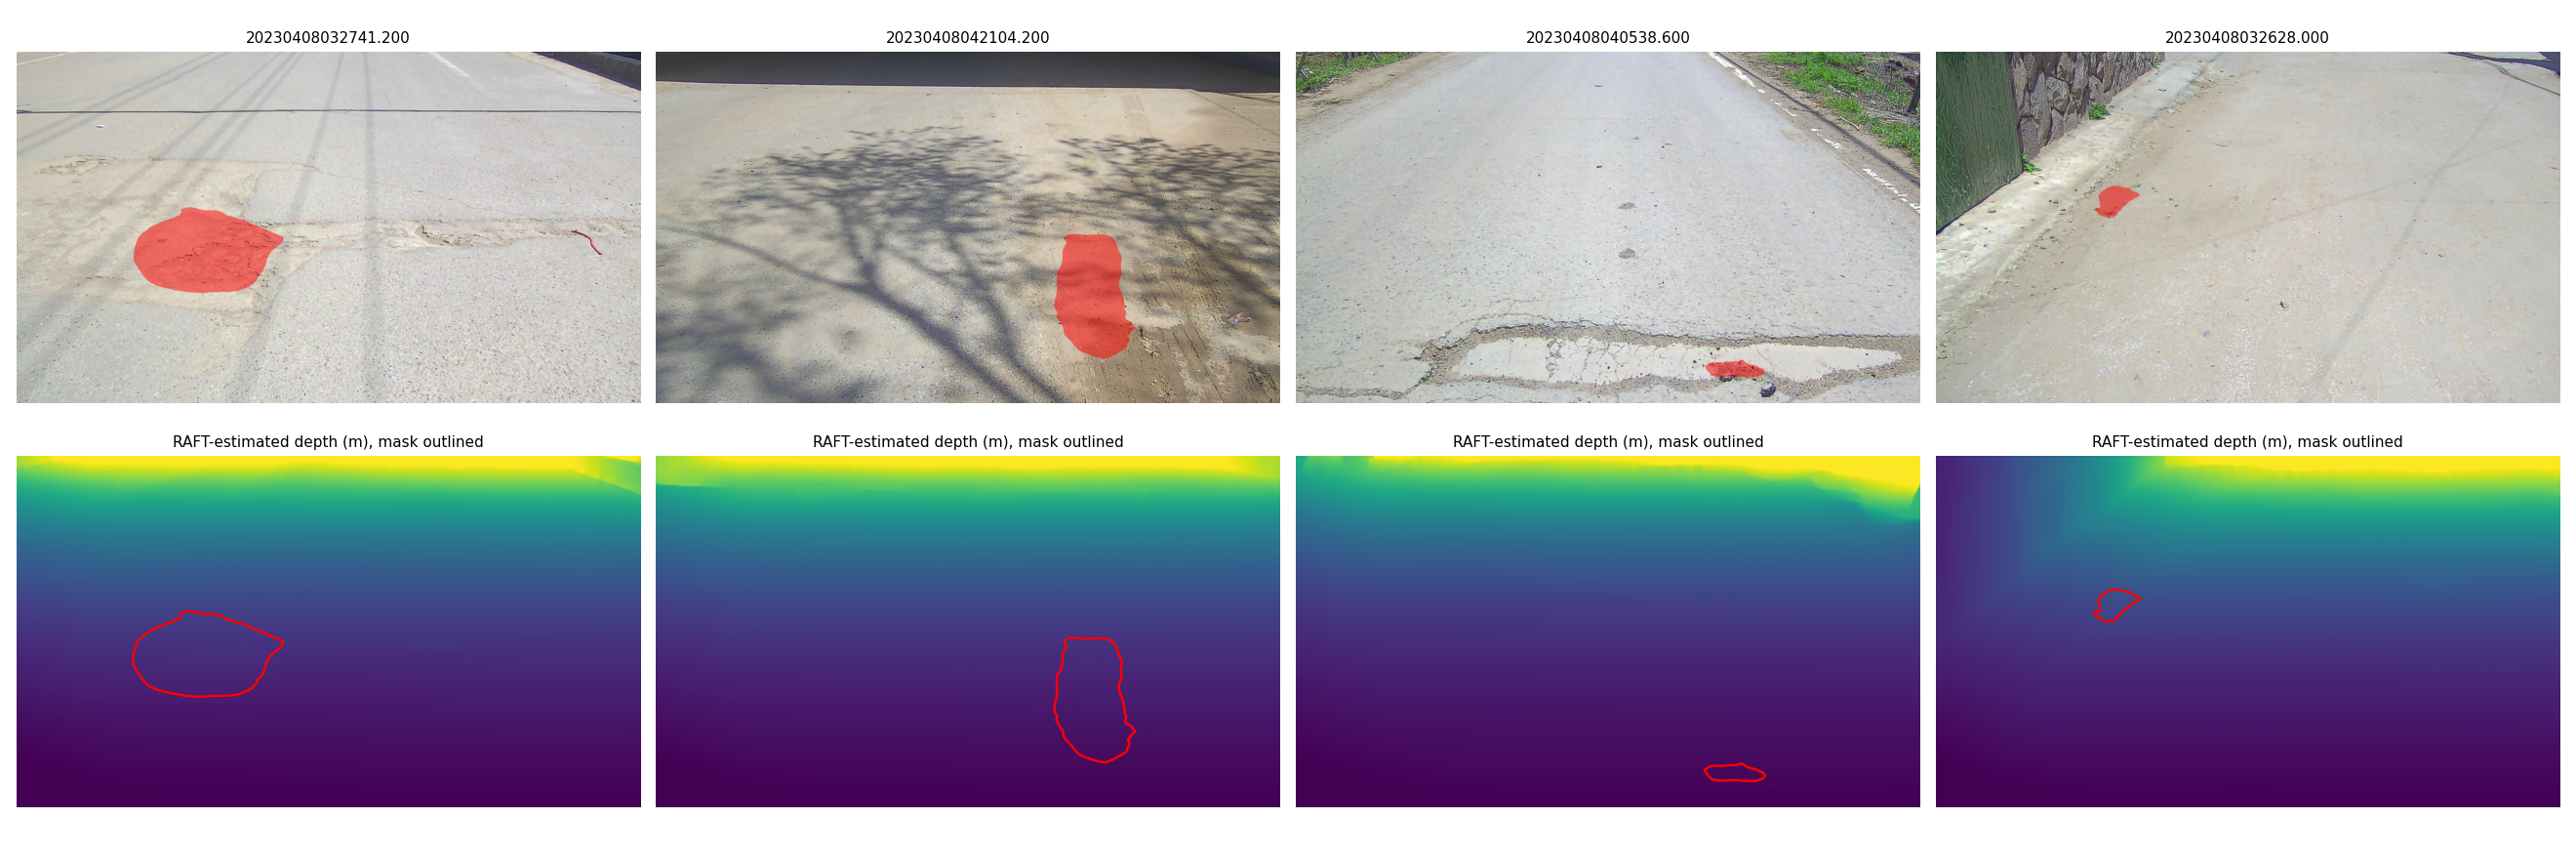 20230408032741.200
20230408042104.200
20230408040538.600
20230408032628.000
RAFT-estimated depth (m), mask outlined
RAFT-estimated depth (m), mask outlined
RAFT-estimated depth (m), mask outlined
RAFT-estimated depth (m), mask outlined